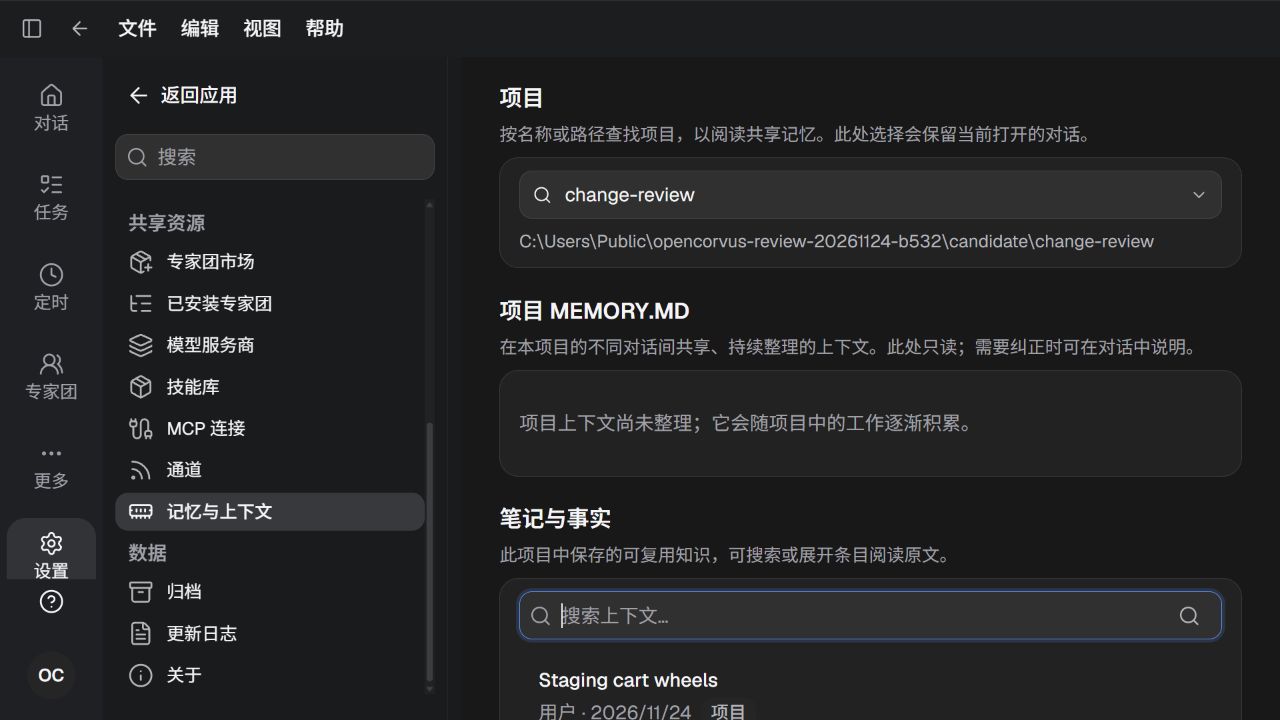 文件 编辑 视图 帮助
对话
任务
定时
专家团
更多
设置
OC
返回应用
搜索
共享资源
专家团市场
已安装专家团
模型服务商
技能库
MCP 连接
通道
记忆与上下文
数据
归档
更新日志
关于
项目
按名称或路径查找项目，以阅读共享记忆。此处选择会保留当前打开的对话。
change-review
C:\Users\Public\opencorvus-review-20261124-b532\candidate\change-review
项目 MEMORY.MD
在本项目的不同对话间共享、持续整理的上下文。此处只读；需要纠正时可在对话中说明。
项目上下文尚未整理；它会随项目中的工作逐渐积累。
笔记与事实
此项目中保存的可复用知识，可搜索或展开条目阅读原文。
搜索上下文...
Staging cart wheels
用户 · 2026/11/24 项目